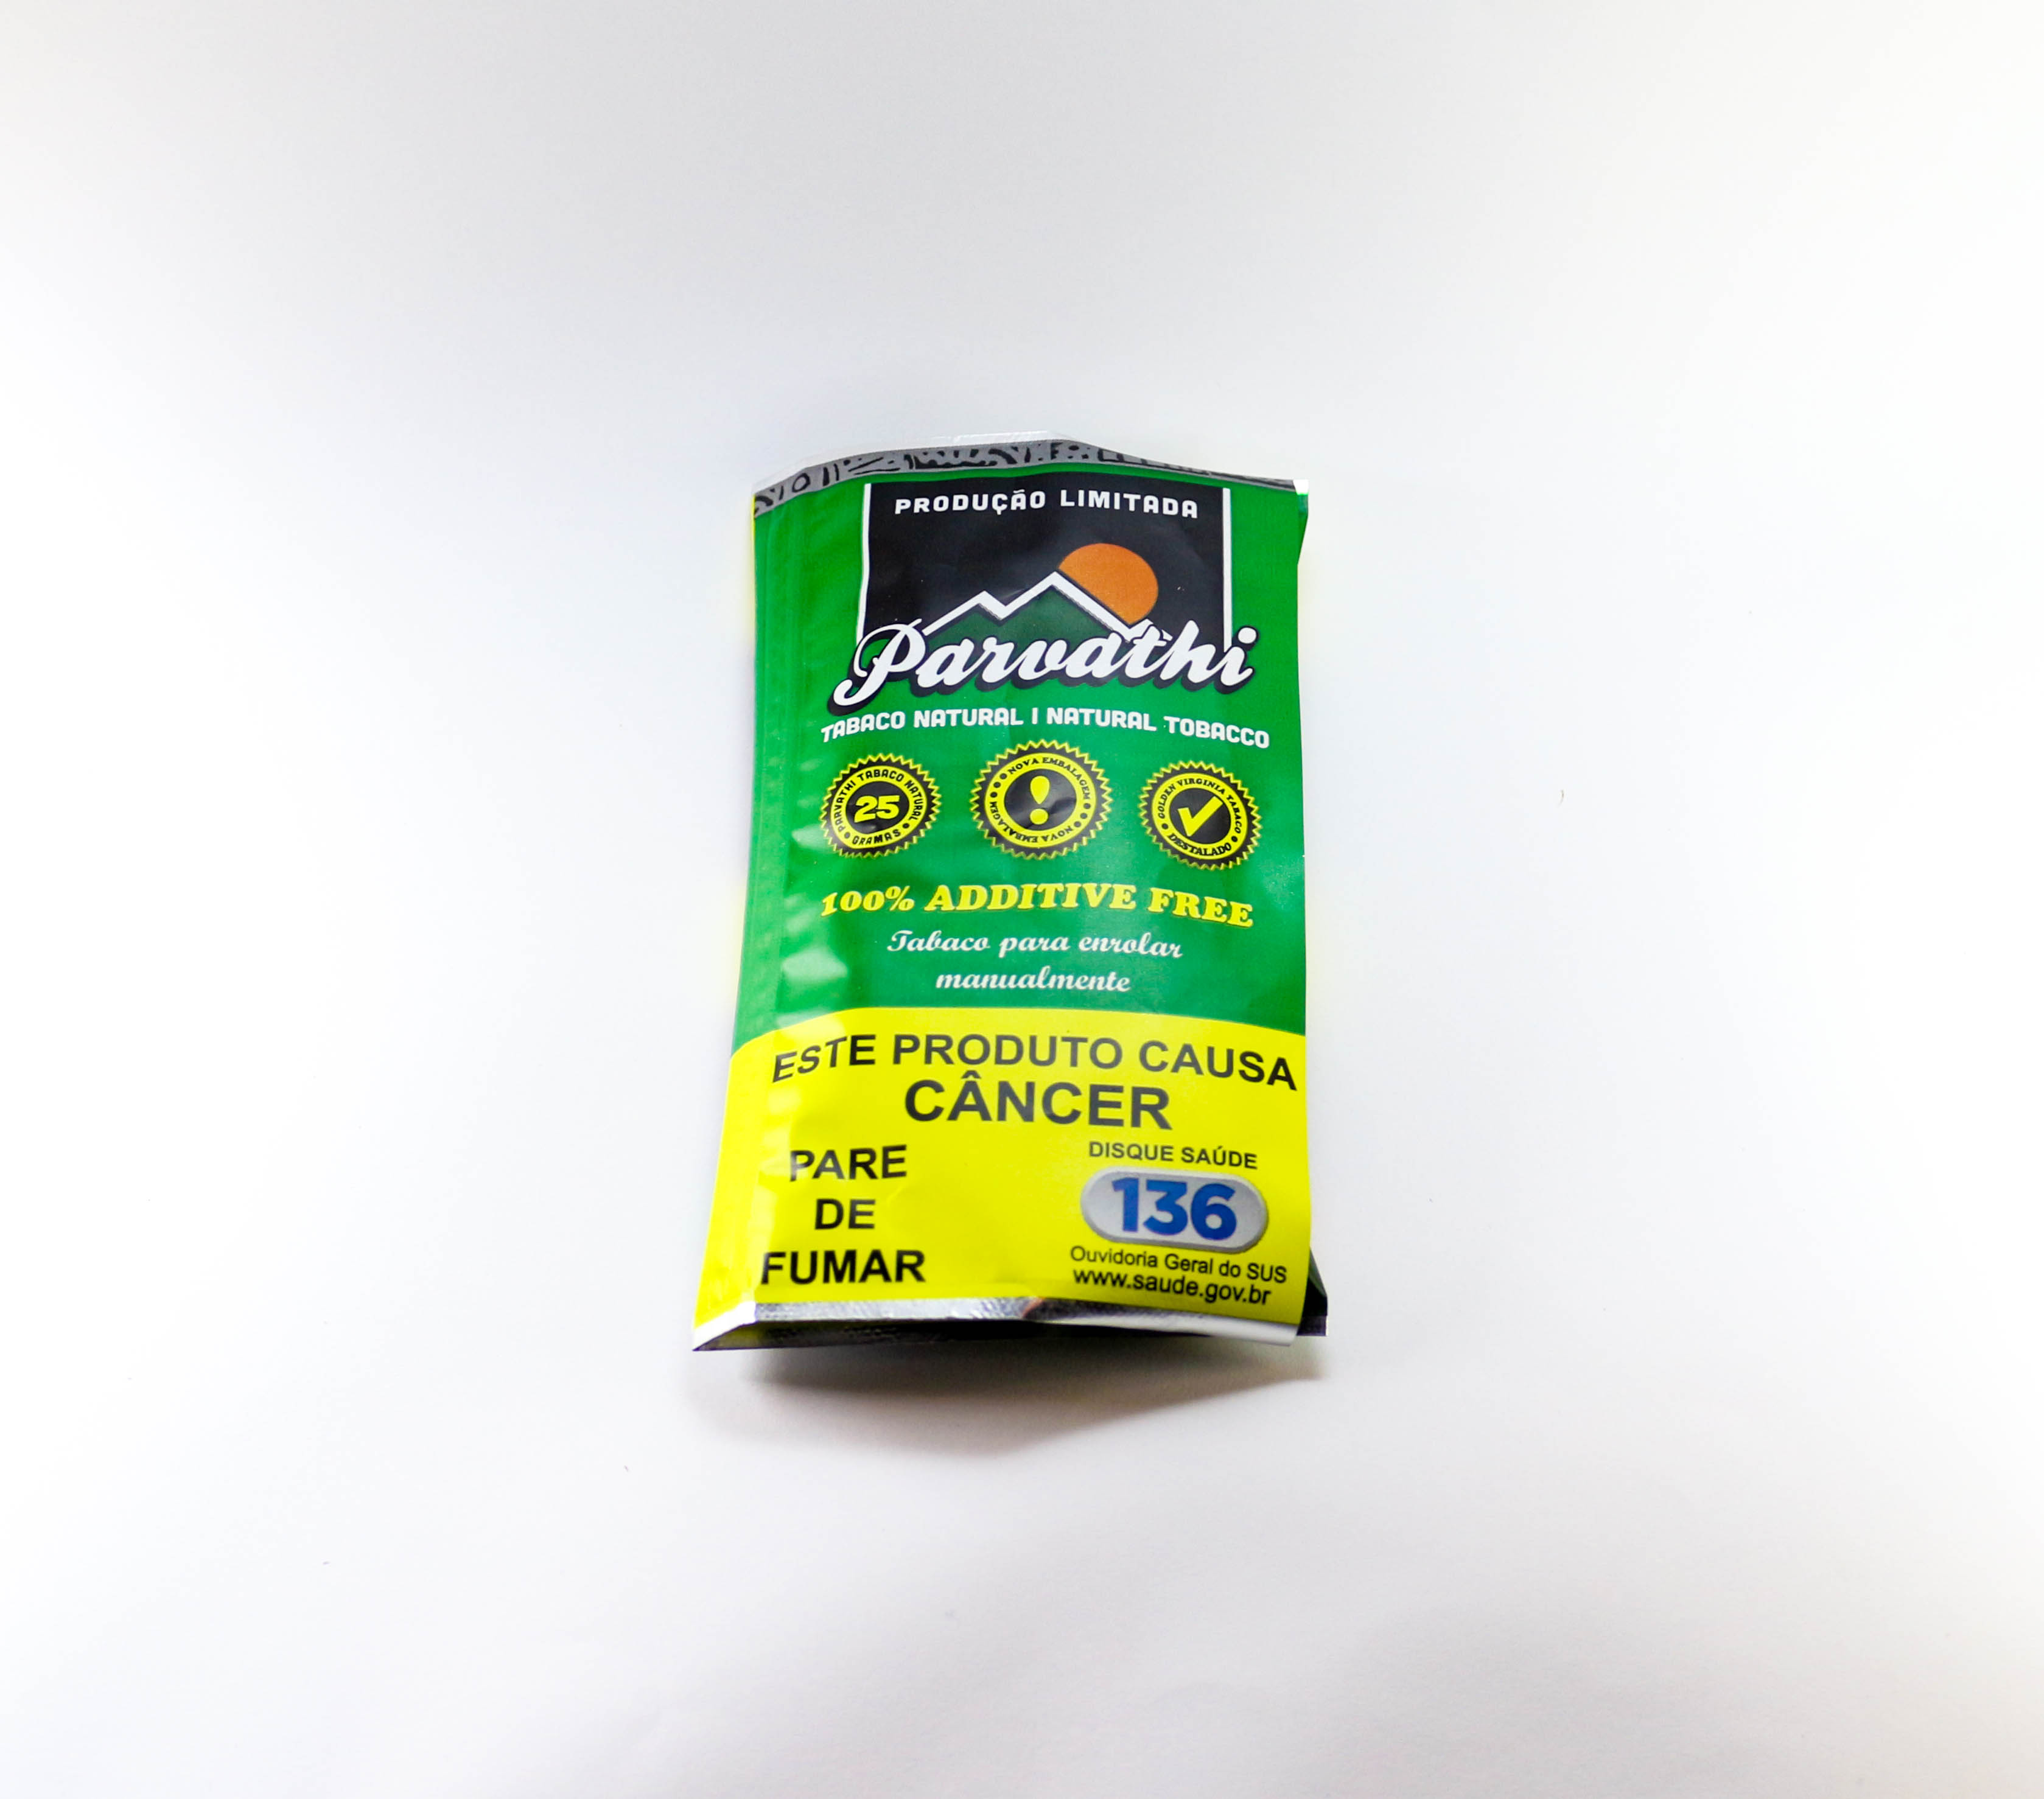 PRODUÇÃO LIMITADA
Parvathi
TABACO NATURAL | NATURAL TOBACCO
PARVATHI TABACO NATURAL
25
GRAMAS
NOVA EMBALAGEM
!
NOVA EMBALAGEM
GOLDEN VIRGINIA TABACO
DESTALADO
100% ADDITIVE FREE
Tabaco para enrolar
manualmente
ESTE PRODUTO CAUSA
CÂNCER
PARE
DE
FUMAR
DISQUE SAÚDE
136
Ouvidoria Geral do SUS
www.saude.gov.br